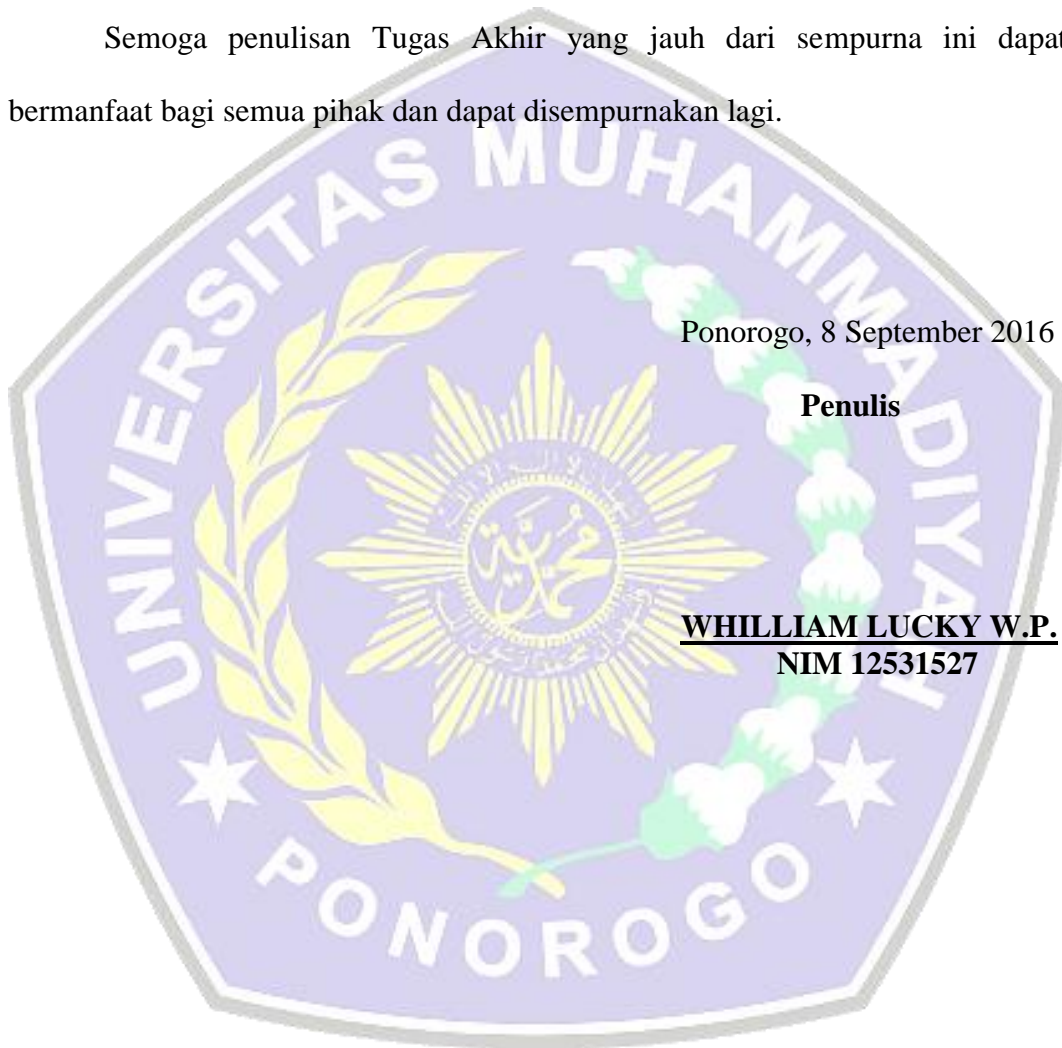 Semoga penulisan Tugas Akhir yang jauh dari sempurna ini dapat
bermanfaat bagi semua pihak dan dapat disempurnakan lagi.
UNIVERSITAS MUHAMMADIYAH
Ponorogo, 8 September 2016
Penulis
محمدية
WHILLIAM LUCKY W.P.
NIM 12531527
PONOROGO